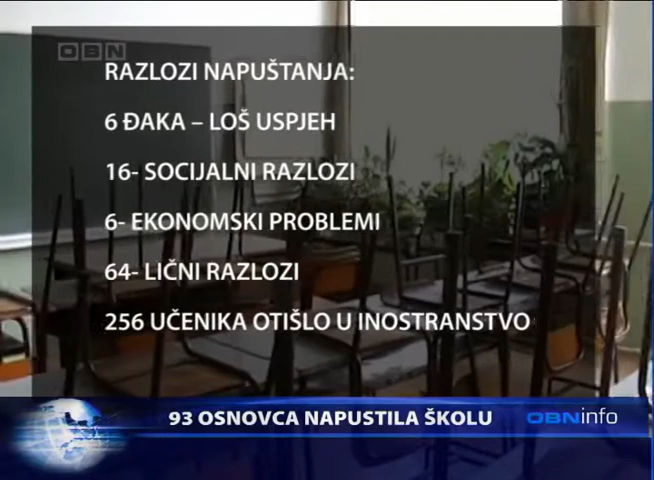 OBN
RAZLOZI NAPUŠTANJA:
6 ĐAKA – LOŠ USPJEH
16- SOCIJALNI RAZLOZI
6- EKONOMSKI PROBLEMI
64- LIČNI RAZLOZI
256 UČENIKA OTIŠLO U INOSTRANSTVO
93 OSNOVCA NAPUSTILA ŠKOLU OBNinfo